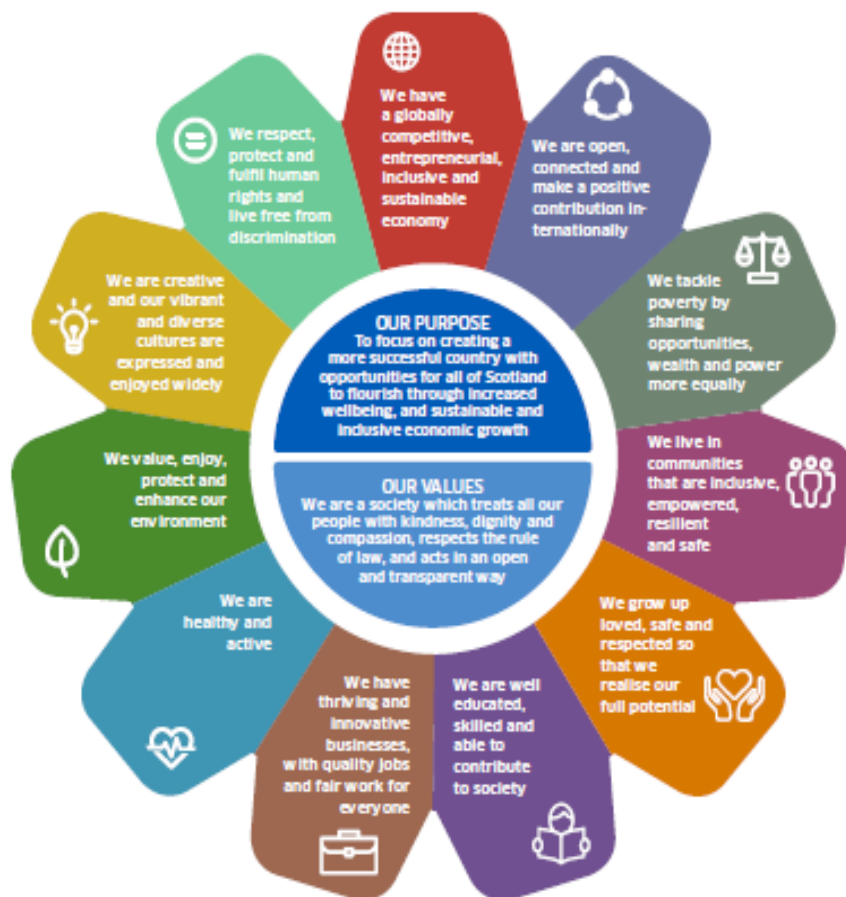 We have
a globally
competitive,
entrepreneurial,
inclusive and
sustainable
economy
We are open,
connected and
make a positive
contribution in-
ternationally
We tackle
poverty by
sharing
opportunities,
wealth and power
more equally
We live in
communities
that are inclusive,
empowered,
resilient
and safe
We grow up
loved, safe and
respected so
that we
realise our
full potential
We are well
educated,
skilled and
able to
contribute
to society
We have
thriving and
innovative
businesses,
with quality jobs
and fair work for
everyone
We are
healthy and
active
We value, enjoy,
protect and
enhance our
environment
We are creative
and our vibrant
and diverse
cultures are
expressed and
enjoyed widely
We respect,
protect and
fulfil human
rights and
live free from
discrimination
OUR PURPOSE
To focus on creating a
more successful country with
opportunities for all of Scotland
to flourish through increased
wellbeing, and sustainable and
inclusive economic growth
OUR VALUES
We are a society which treats all our
people with kindness, dignity and
compassion, respects the rule
of law, and acts in an open
and transparent way